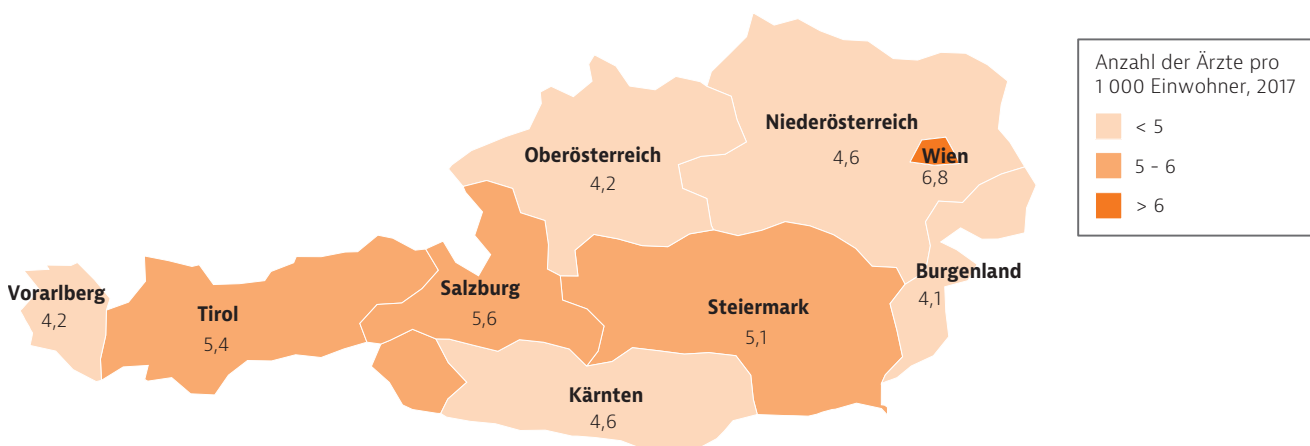 Anzahl der Ärzte pro
1 000 Einwohner, 2017
< 5
5 - 6
> 6
Niederösterreich
4,6
Wien
6,8
Oberösterreich
4,2
Burgenland
4,1
Vorarlberg
4,2
Tirol
5,4
Salzburg
5,6
Steiermark
5,1
Kärnten
4,6